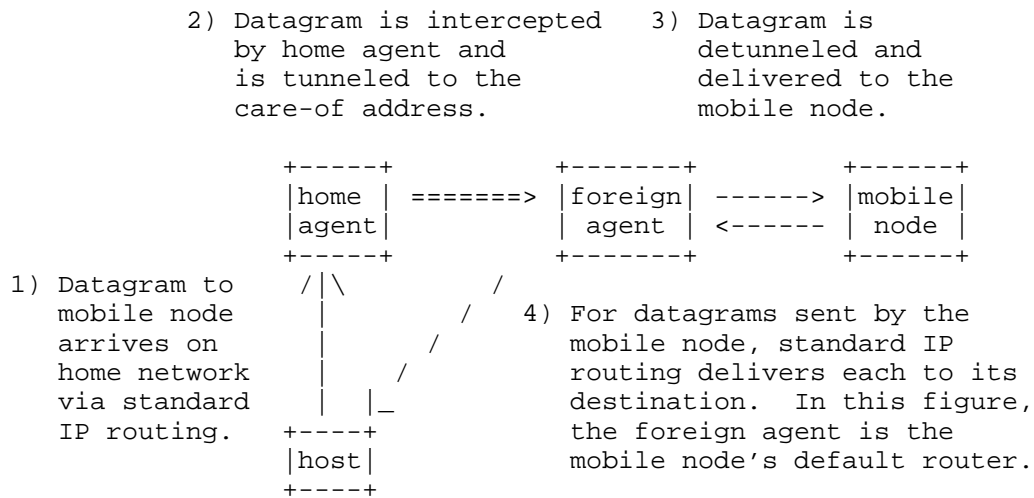 2) Datagram is intercepted    3) Datagram is
by home agent and             detunneled and
is tunneled to the            delivered to the
care-of address.              mobile node.
+-----+          +-------+         +------+
|home | =======> |foreign| ------> |mobile|
|agent|          | agent | <------ | node |
+-----+          +-------+         +------+
1) Datagram to    /|\         /
mobile node      |         /   4) For datagrams sent by the
arrives on       |       /        mobile node, standard IP
home network     |     /          routing delivers each to its
via standard     |  |_            destination.  In this figure,
IP routing.   +----+              the foreign agent is the
|host|              mobile node's default router.
+----+